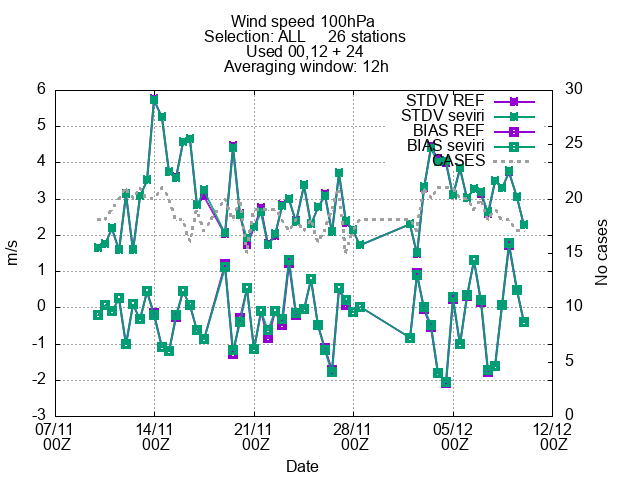 Wind speed 100hPa
Selection: ALL 26 stations
Used 00,12 + 24
Averaging window: 12h
STDV REF
STDV seviri
BIAS REF
BIAS seviri
CASES
6
5
4
3
2
1
0
-1
-2
-3
30
25
20
15
10
5
0
m/s
No cases
07/11 14/11 21/11 28/11 05/12 12/12
00Z 00Z 00Z 00Z 00Z 00Z
Date